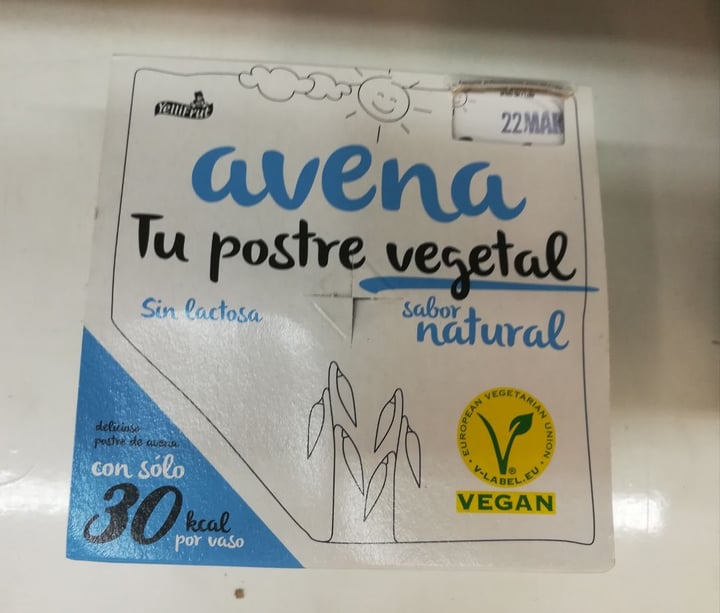 Yellifrut
22MAR
avena
Tu postre vegetal
Sin lactosa
sabor
natural
delicioso
postre de avena
con sólo
30 kcal
por vaso
EUROPEAN VEGETARIAN UNION
V-LABEL.EU
®
VEGAN